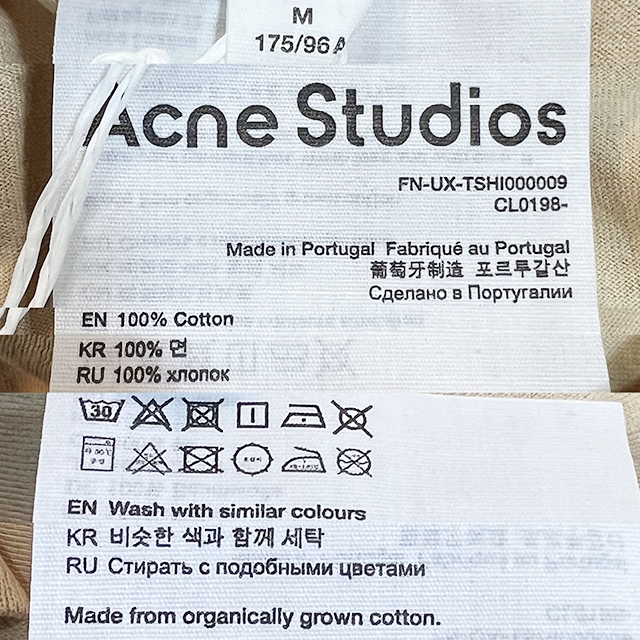 M
175/96A
Acne Studios
FN-UX-TSHI000009
CL0198-
Made in Portugal Fabriqué au Portugal
葡萄牙制造 포르투갈산
Сделано в Португалии
EN 100% Cotton
KR 100% 면
RU 100% хлопок
30
EN Wash with similar colours
KR 비슷한 색과 함께 세탁
RU Стирать с подобными цветами
Made from organically grown cotton.